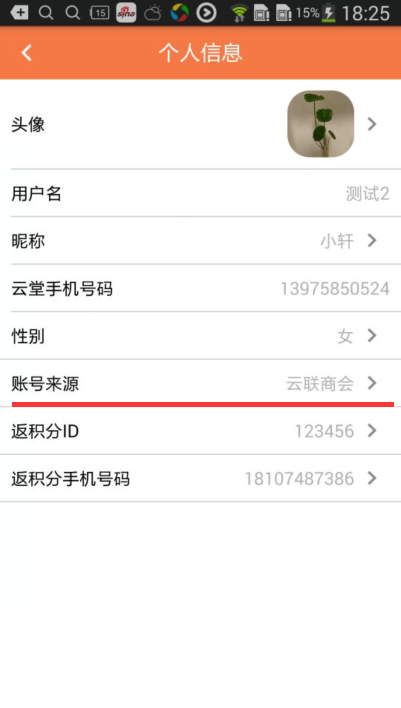 15 sina 15% 18:25
个人信息
头像
用户名 测试2
昵称 小轩
云堂手机号码 13975850524
性别 女
账号来源 云联商会
返积分ID 123456
返积分手机号码 18107487386